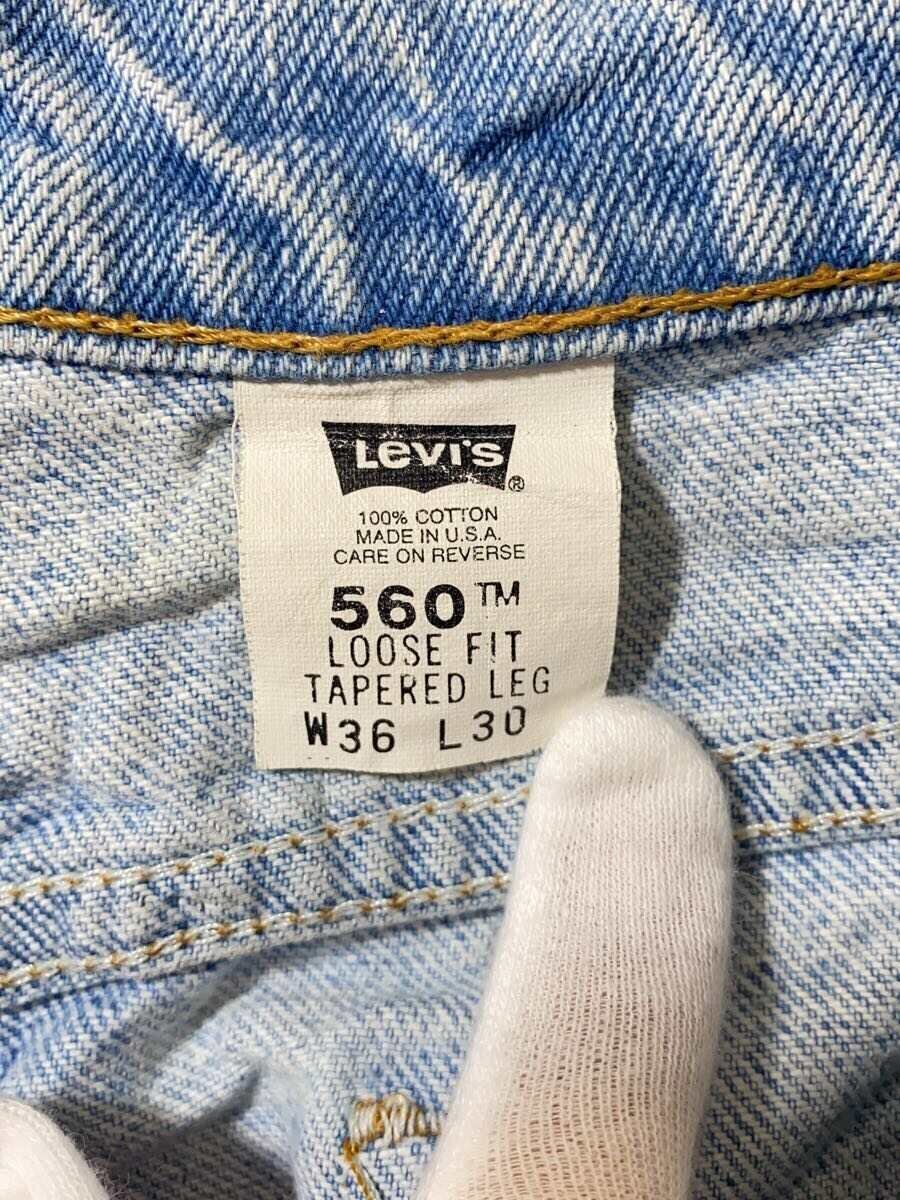 Levi's
®
100% COTTON
MADE IN U.S.A.
CARE ON REVERSE
560™
LOOSE FIT
TAPERED LEG
W36 L30